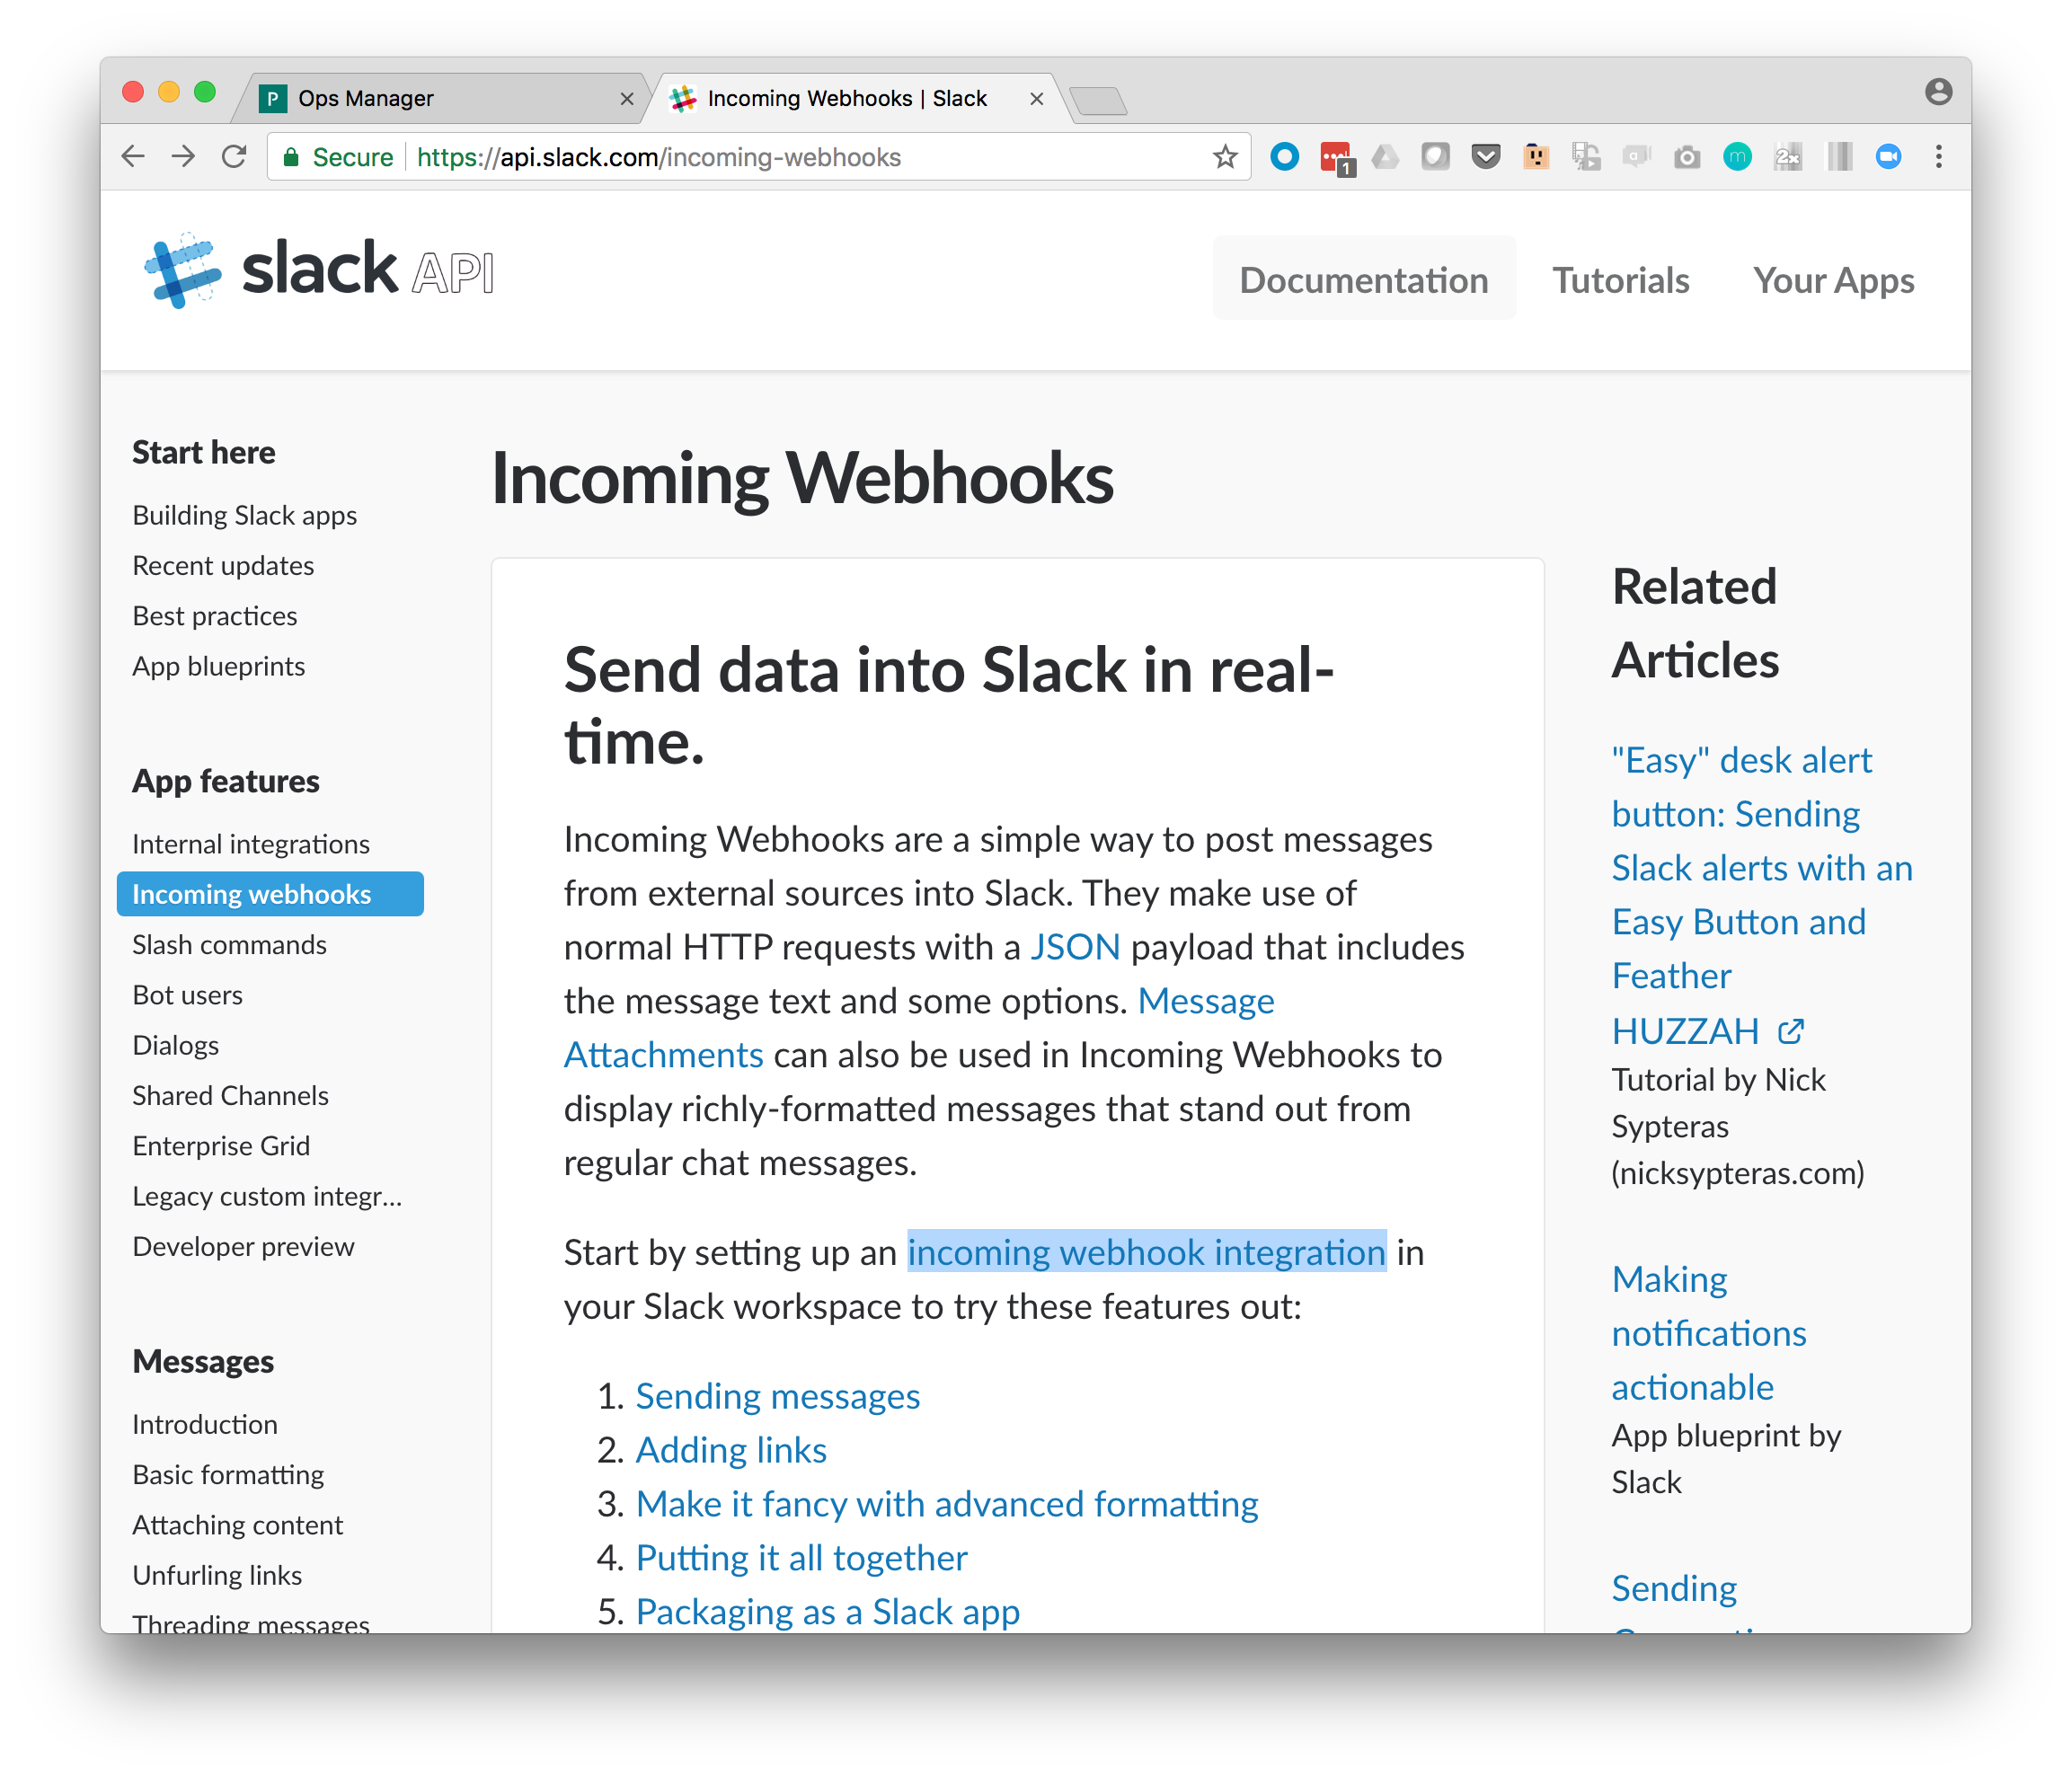 P Ops Manager
Incoming Webhooks | Slack
Secure https://api.slack.com/incoming-webhooks
1
a
m
2x
slack API
Documentation
Tutorials
Your Apps
Start here
Building Slack apps
Recent updates
Best practices
App blueprints
App features
Internal integrations
Incoming webhooks
Slash commands
Bot users
Dialogs
Shared Channels
Enterprise Grid
Legacy custom integr...
Developer preview
Messages
Introduction
Basic formatting
Attaching content
Unfurling links
Threading messages
Incoming Webhooks
Send data into Slack in real-
time.
Incoming Webhooks are a simple way to post messages
from external sources into Slack. They make use of
normal HTTP requests with a JSON payload that includes
the message text and some options. Message
Attachments can also be used in Incoming Webhooks to
display richly-formatted messages that stand out from
regular chat messages.
Start by setting up an incoming webhook integration in
your Slack workspace to try these features out:
1. Sending messages
2. Adding links
3. Make it fancy with advanced formatting
4. Putting it all together
5. Packaging as a Slack app
Related
Articles
"Easy" desk alert
button: Sending
Slack alerts with an
Easy Button and
Feather
HUZZAH
Tutorial by Nick
Sypteras
(nicksypteras.com)
Making
notifications
actionable
App blueprint by
Slack
Sending